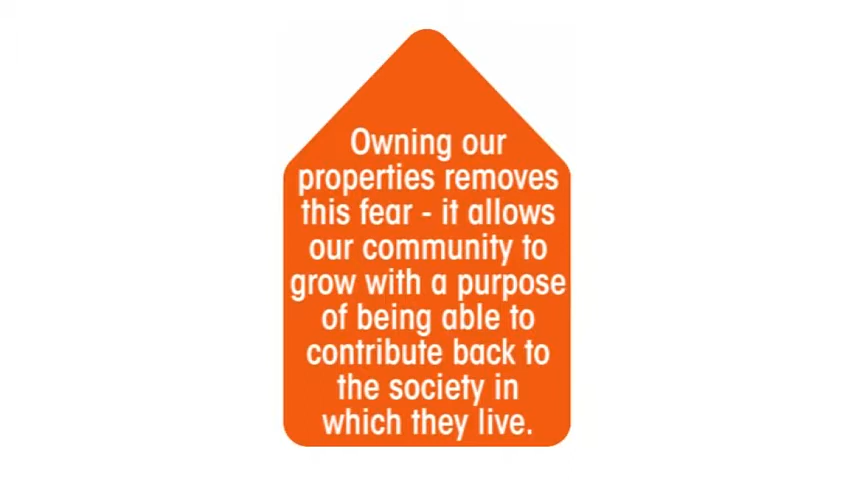 Owning our
properties removes
this fear - it allows
our community to
grow with a purpose
of being able to
contribute back to
the society in
which they live.